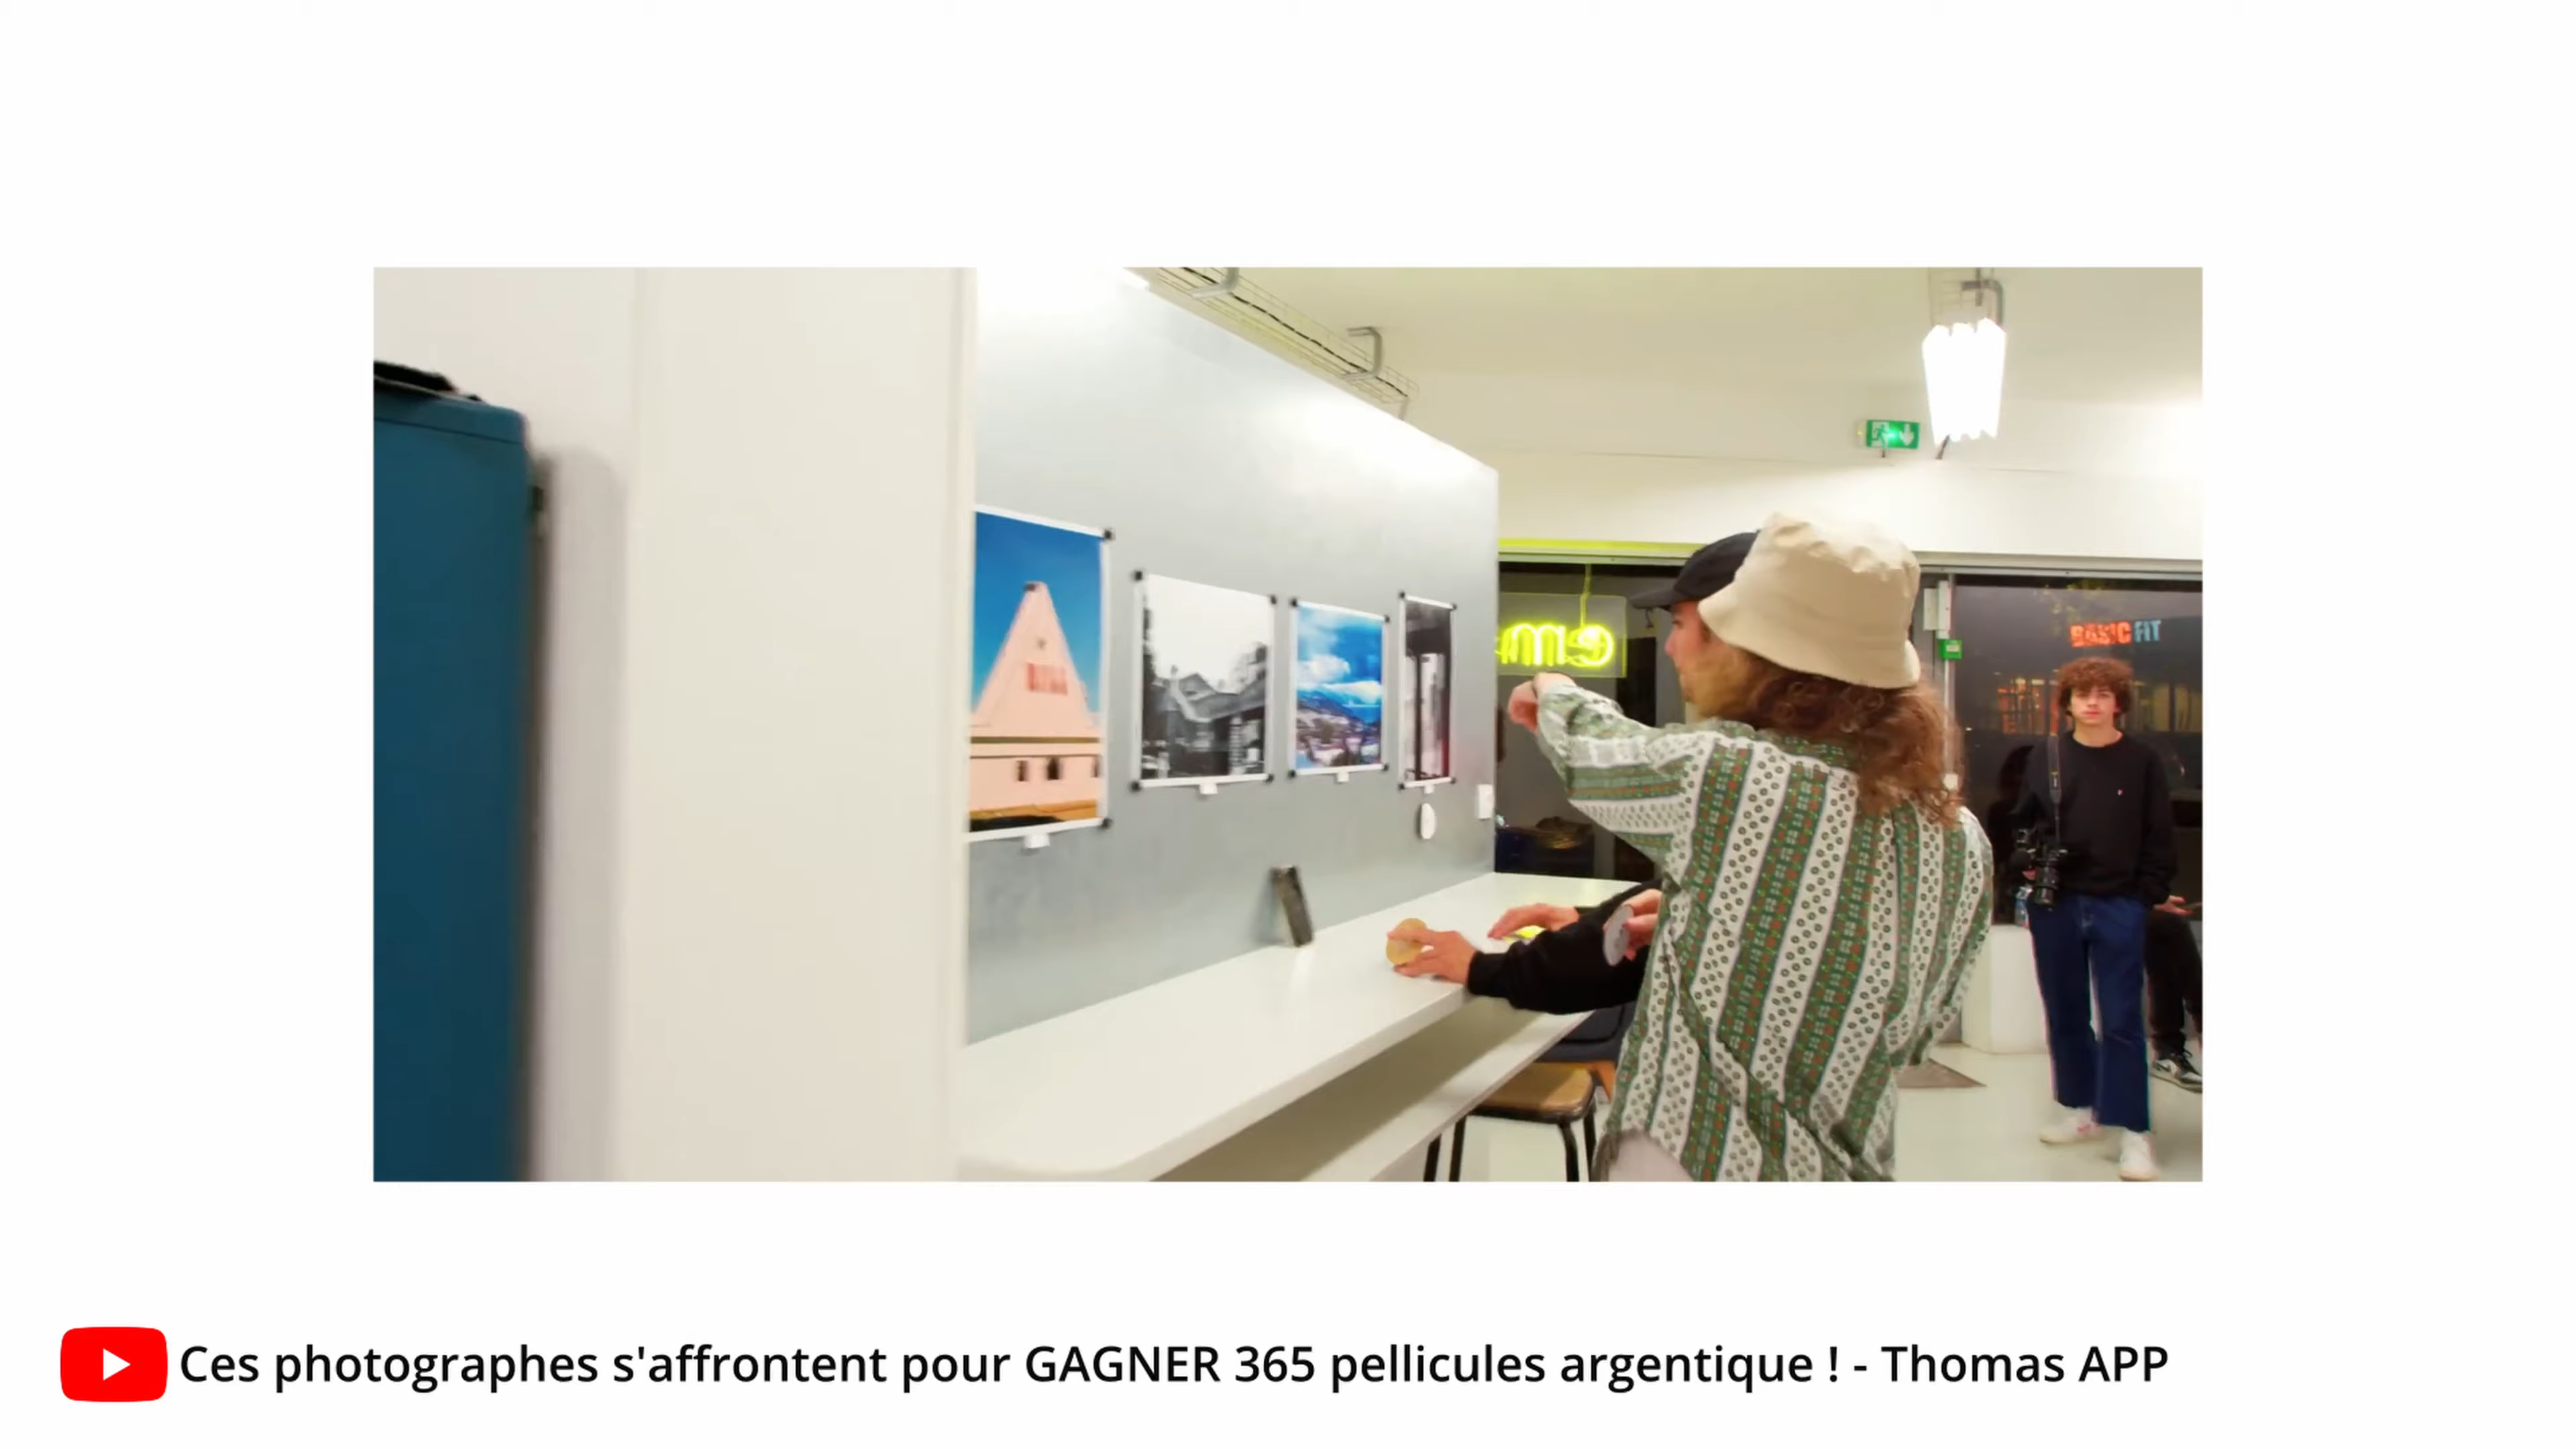 BASIC FIT
Ces photographes s'affrontent pour GAGNER 365 pellicules argentique ! - Thomas APP